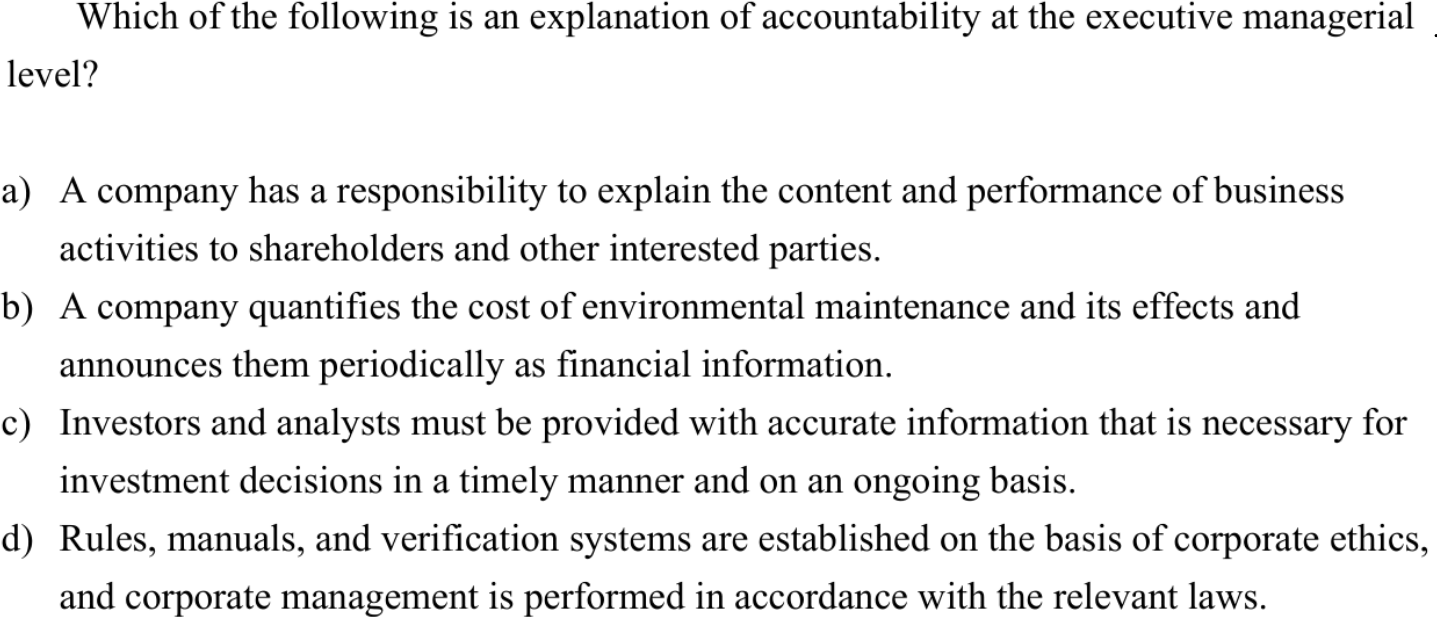 Which of the following is an explanation of accountability at the executive managerial
level?
a) A company has a responsibility to explain the content and performance of business
activities to shareholders and other interested parties.
b) A company quantifies the cost of environmental maintenance and its effects and
announces them periodically as financial information.
c) Investors and analysts must be provided with accurate information that is necessary for
investment decisions in a timely manner and on an ongoing basis.
d) Rules, manuals, and verification systems are established on the basis of corporate ethics,
and corporate management is performed in accordance with the relevant laws.